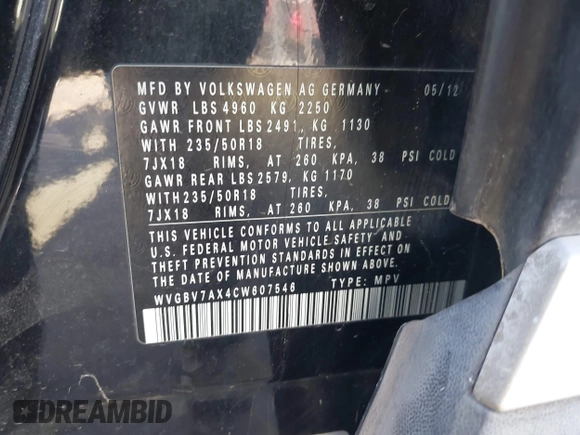 MFD BY VOLKSWAGEN AG GERMANY 05/12
GVWR LBS 4960 KG 2250
GAWR FRONT LBS 2491, KG 1130
WITH 235/50R18 TIRES,
7JX18 RIMS, AT 260 KPA, 38 PSI COLD
GAWR REAR LBS 2579, KG 1170
WITH 235/50R18 TIRES,
7JX18 RIMS, AT 260 KPA, 38 PSI COLD
THIS VEHICLE CONFORMS TO ALL APPLICABLE
U.S. FEDERAL MOTOR VEHICLE SAFETY AND
THEFT PREVENTION STANDARDS IN EFFECT ON
THE DATE OF MANUFACTURE SHOWN ABOVE
WVGBV7AX4CW607546 TYPE: MPV
DREAMBID